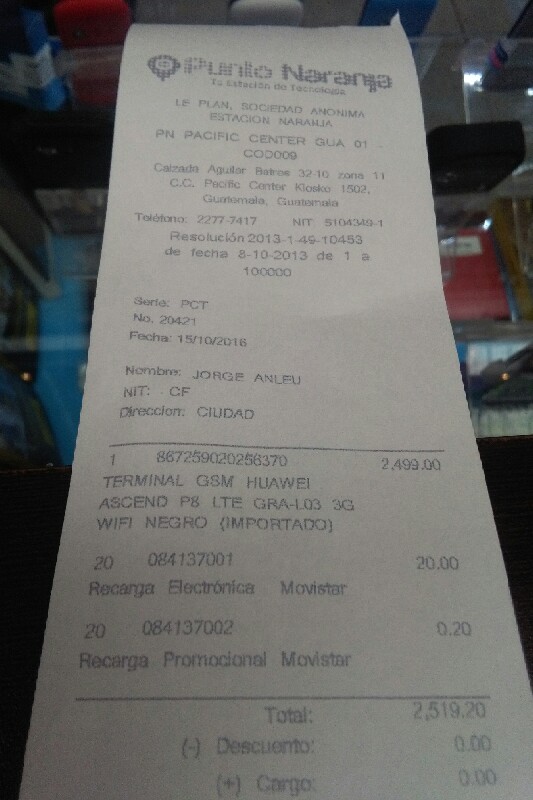 Punto Naranja
Tu Estación de Tecnología
LE PLAN, SOCIEDAD ANONIMA
ESTACION NARANJA
PN PACIFIC CENTER GUA 01 -
COD009
Calzada Aguilar Batres 32-10 zona 11
C.C. Pacific Center Kiosko 1502,
Guatemala, Guatemala
Teléfono: 2277-7417 NIT: 5104349-1
Resolución 2013-1-49-10453
de fecha 8-10-2013 de 1 a
100000
Serie: PCT
No. 20421
Fecha: 15/10/2016
Nombre: JORGE ANLEU
NIT: CF
Direccion: CIUDAD
1 867259020256370 2,499.00
TERMINAL GSM HUAWEI
ASCEND P8 LTE GRA-L03 3G
WIFI NEGRO (IMPORTADO)
20 084137001 20.00
Recarga Electrónica Movistar
20 084137002 0.20
Recarga Promocional Movistar
Total: 2,519.20
(-) Descuento: 0.00
(+) Cargo: 0.00